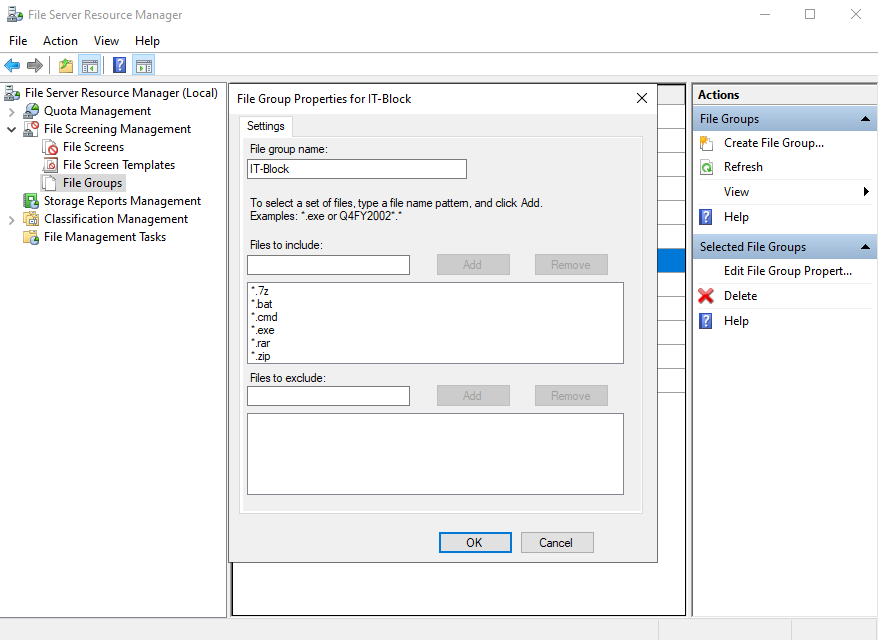 File Server Resource Manager
File Action View Help
File Server Resource Manager (Local)
Quota Management
File Screening Management
File Screens
File Screen Templates
File Groups
Storage Reports Management
Classification Management
File Management Tasks
File Group Properties for IT-Block
Settings
File group name:
IT-Block
To select a set of files, type a file name pattern, and click Add.
Examples: *.exe or Q4FY2002*.*
Files to include:
Add Remove
*.7z
*.bat
*.cmd
*.exe
*.rar
*.zip
Files to exclude:
Add Remove
OK Cancel
Actions
File Groups
Create File Group...
Refresh
View
Help
Selected File Groups
Edit File Group Propert...
Delete
Help